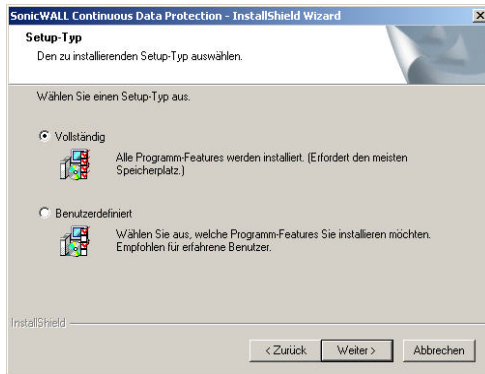 SonicWALL Continuous Data Protection - InstallShield Wizard
Setup-Typ
Den zu installierenden Setup-Typ auswählen.
Wählen Sie einen Setup-Typ aus.
Vollständig
Alle Programm-Features werden installiert. (Erfordert den meisten
Speicherplatz.)
Benutzerdefiniert
Wählen Sie aus, welche Programm-Features Sie installieren möchten.
Empfohlen für erfahrene Benutzer.
InstallShield
< Zurück Weiter > Abbrechen